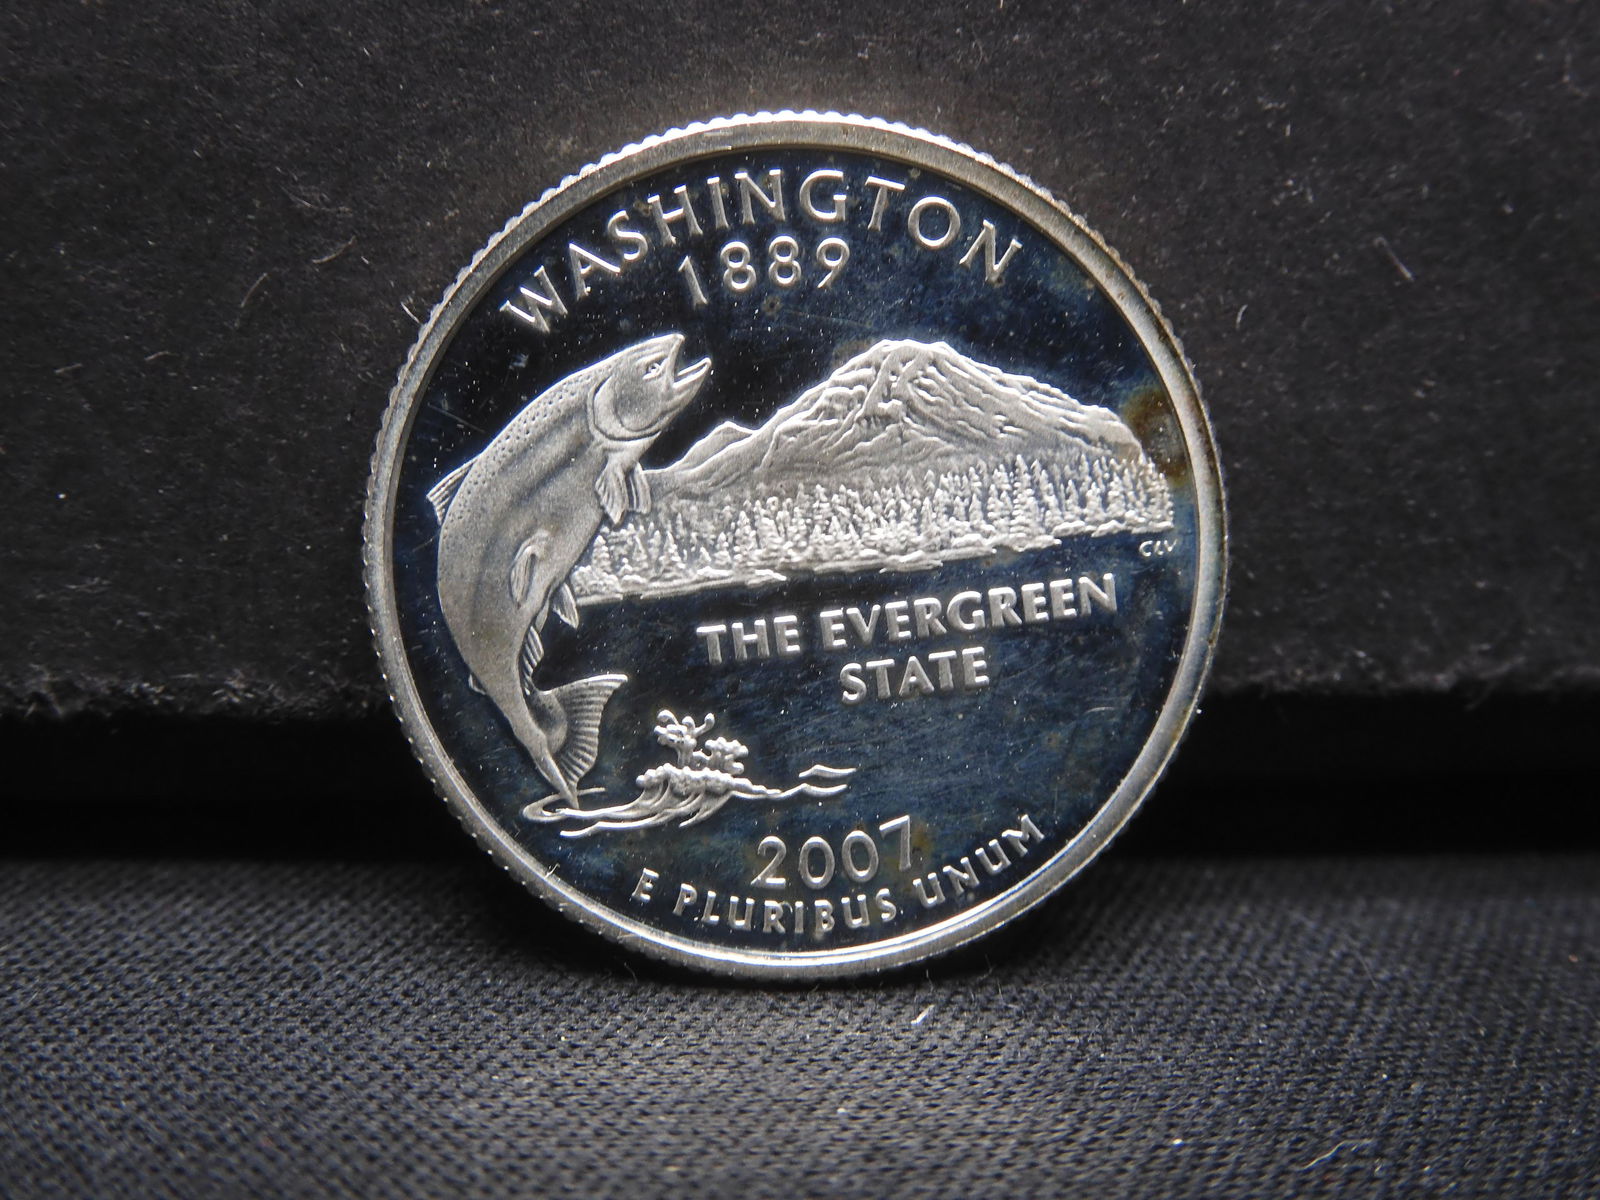 WASHINGTON
1889
CLV
THE EVERGREEN
STATE
2007
E PLURIBUS UNUM